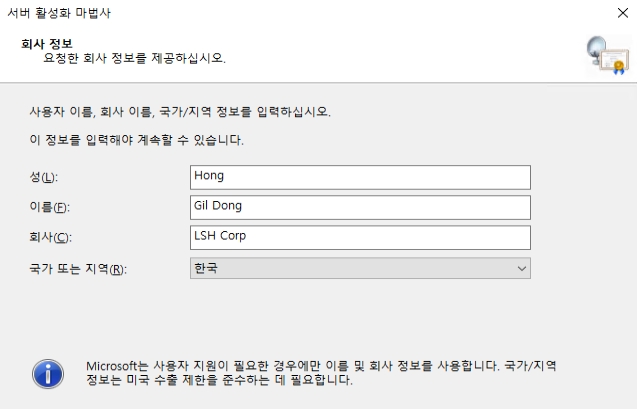 서버 활성화 마법사
회사 정보
요청한 회사 정보를 제공하십시오.
사용자 이름, 회사 이름, 국가/지역 정보를 입력하십시오.
이 정보를 입력해야 계속할 수 있습니다.
성(L): Hong
이름(F): Gil Dong
회사(C): LSH Corp
국가 또는 지역(R): 한국
Microsoft는 사용자 지원이 필요한 경우에만 이름 및 회사 정보를 사용합니다. 국가/지역
정보는 미국 수출 제한을 준수하는 데 필요합니다.